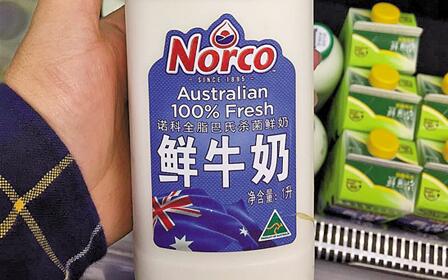 Norco
SINCE 1895
Australian
100% Fresh
诺科全脂巴氏杀菌鲜奶
鲜牛奶
净含量：1升